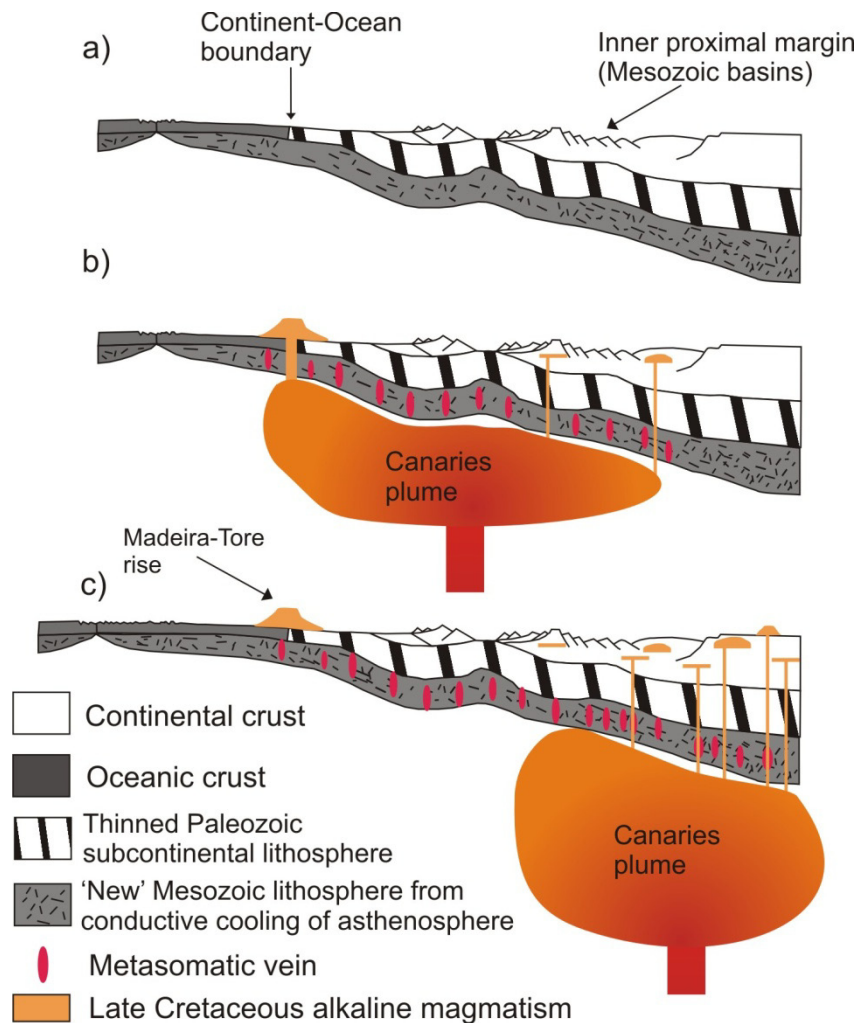 a)
Continent-Ocean
boundary
Inner proximal margin
(Mesozoic basins)
b)
Canaries
plume
Madeira-Tore
rise
c)
Canaries
plume
Continental crust
Oceanic crust
Thinned Paleozoic
subcontinental lithosphere
‘New’ Mesozoic lithosphere from
conductive cooling of asthenosphere
Metasomatic vein
Late Cretaceous alkaline magmatism